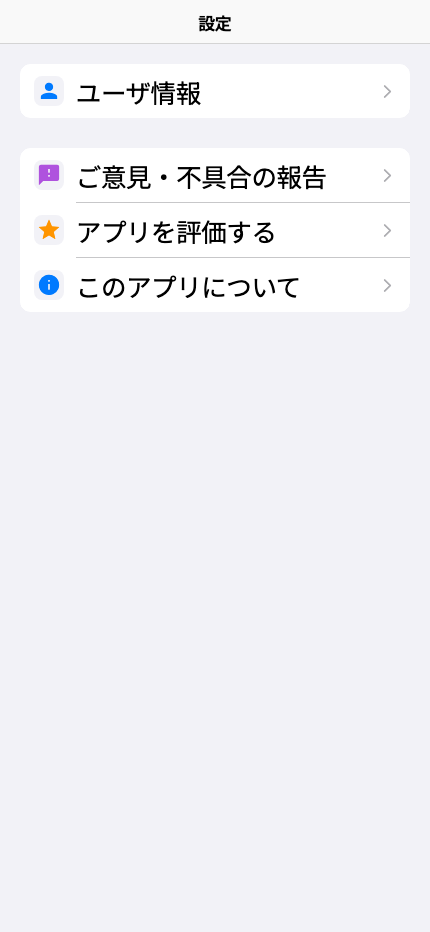 設定
ユーザ情報
ご意見・不具合の報告
アプリを評価する
このアプリについて